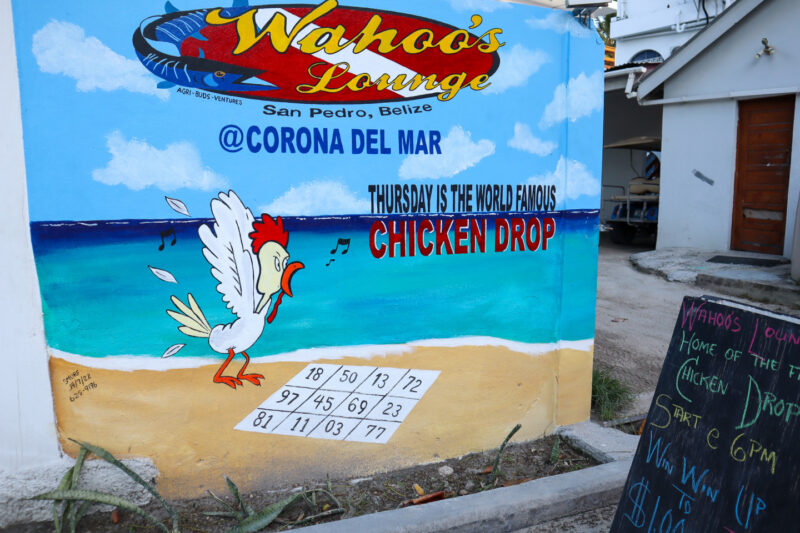 Wahoo's
Lounge
AGRI-BUDS-VENTURES
San Pedro, Belize
@CORONA DEL MAR
THURSDAY IS THE WORLD FAMOUS
CHICKEN DROP
18 50 13 72
97 45 69 23
81 11 03 77
WAHOO'S
HOME OF THE
CHICKEN DROP
START @ 6PM
WIN WIN UP
TO